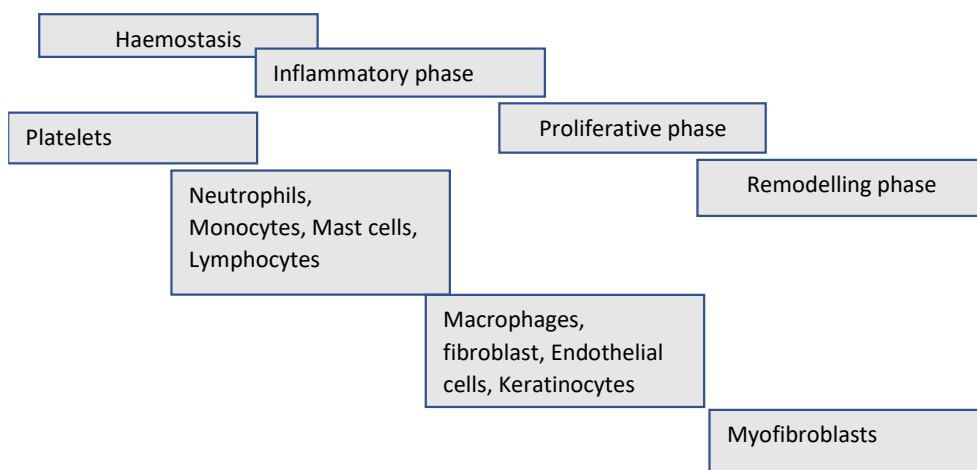 Haemostasis
Inflammatory phase
Proliferative phase
Platelets
Remodelling phase
Neutrophils,
Monocytes, Mast cells,
Lymphocytes
Macrophages,
fibroblast, Endothelial
cells, Keratinocytes
Myofibroblasts